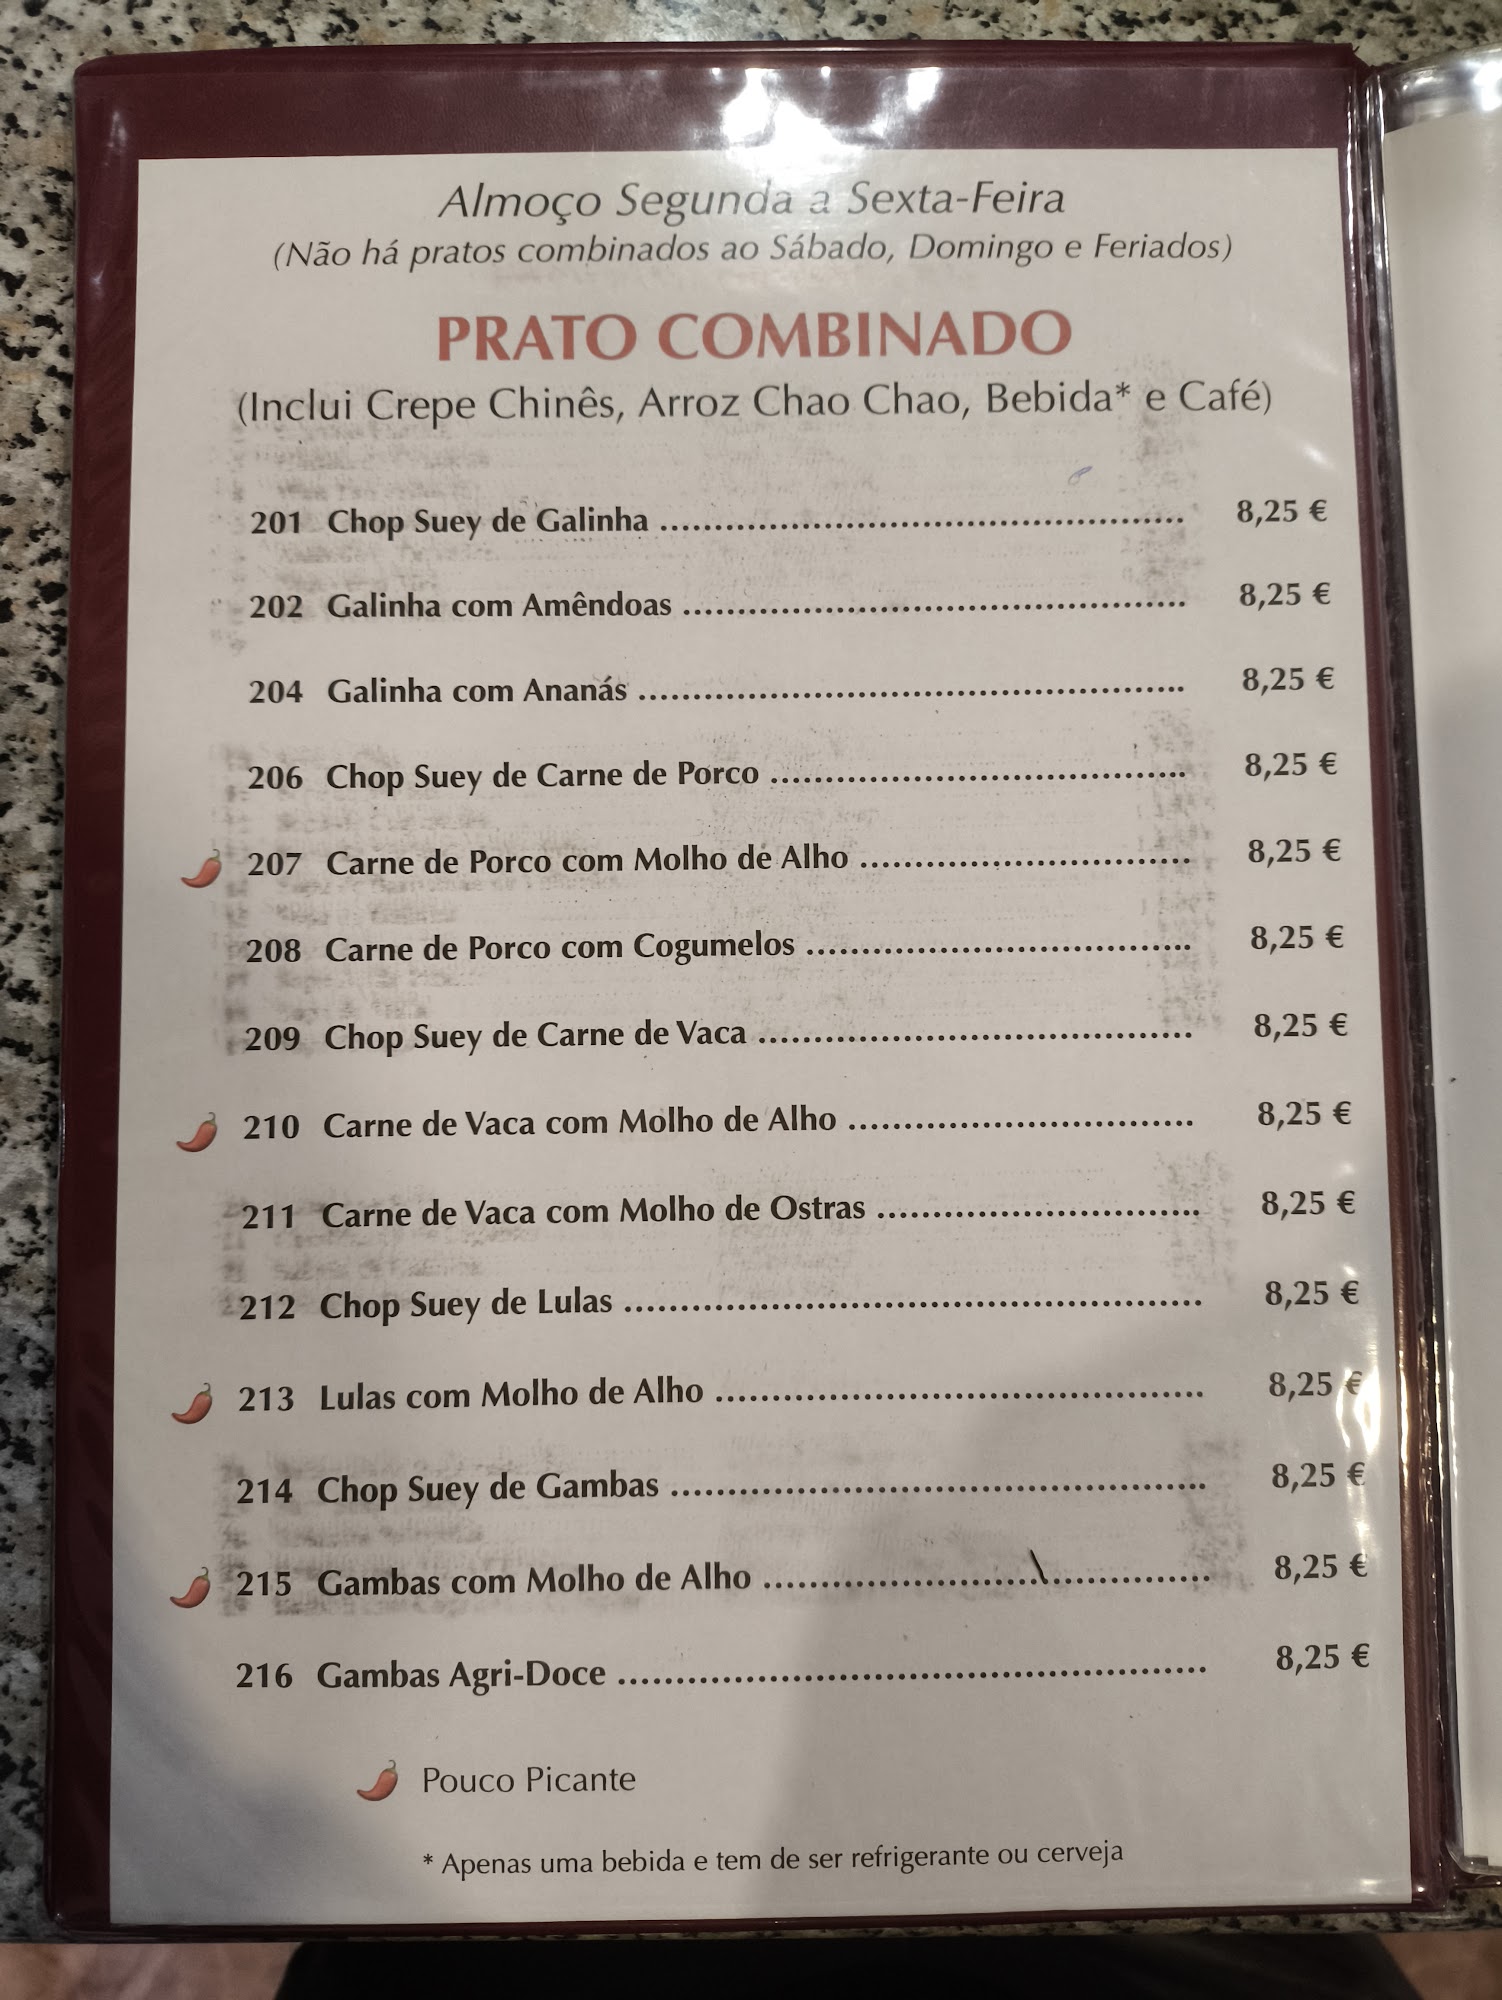 Almoço Segunda a Sexta-Feira
(Não há pratos combinados ao Sábado, Domingo e Feriados)
PRATO COMBINADO
(Inclui Crepe Chinês, Arroz Chao Chao, Bebida* e Café)
201 Chop Suey de Galinha ........................................................ 8,25 €
202 Galinha com Amêndoas ...................................................... 8,25 €
204 Galinha com Ananás .......................................................... 8,25 €
206 Chop Suey de Carne de Porco ............................................ 8,25 €
207 Carne de Porco com Molho de Alho ................................... 8,25 €
208 Carne de Porco com Cogumelos ......................................... 8,25 €
209 Chop Suey de Carne de Vaca .............................................. 8,25 €
210 Carne de Vaca com Molho de Alho ..................................... 8,25 €
211 Carne de Vaca com Molho de Ostras ................................... 8,25 €
212 Chop Suey de Lulas ............................................................ 8,25 €
213 Lulas com Molho de Alho ................................................... 8,25 €
214 Chop Suey de Gambas ........................................................ 8,25 €
215 Gambas com Molho de Alho ............................................... 8,25 €
216 Gambas Agri-Doce ............................................................. 8,25 €
Pouco Picante
* Apenas uma bebida e tem de ser refrigerante ou cerveja